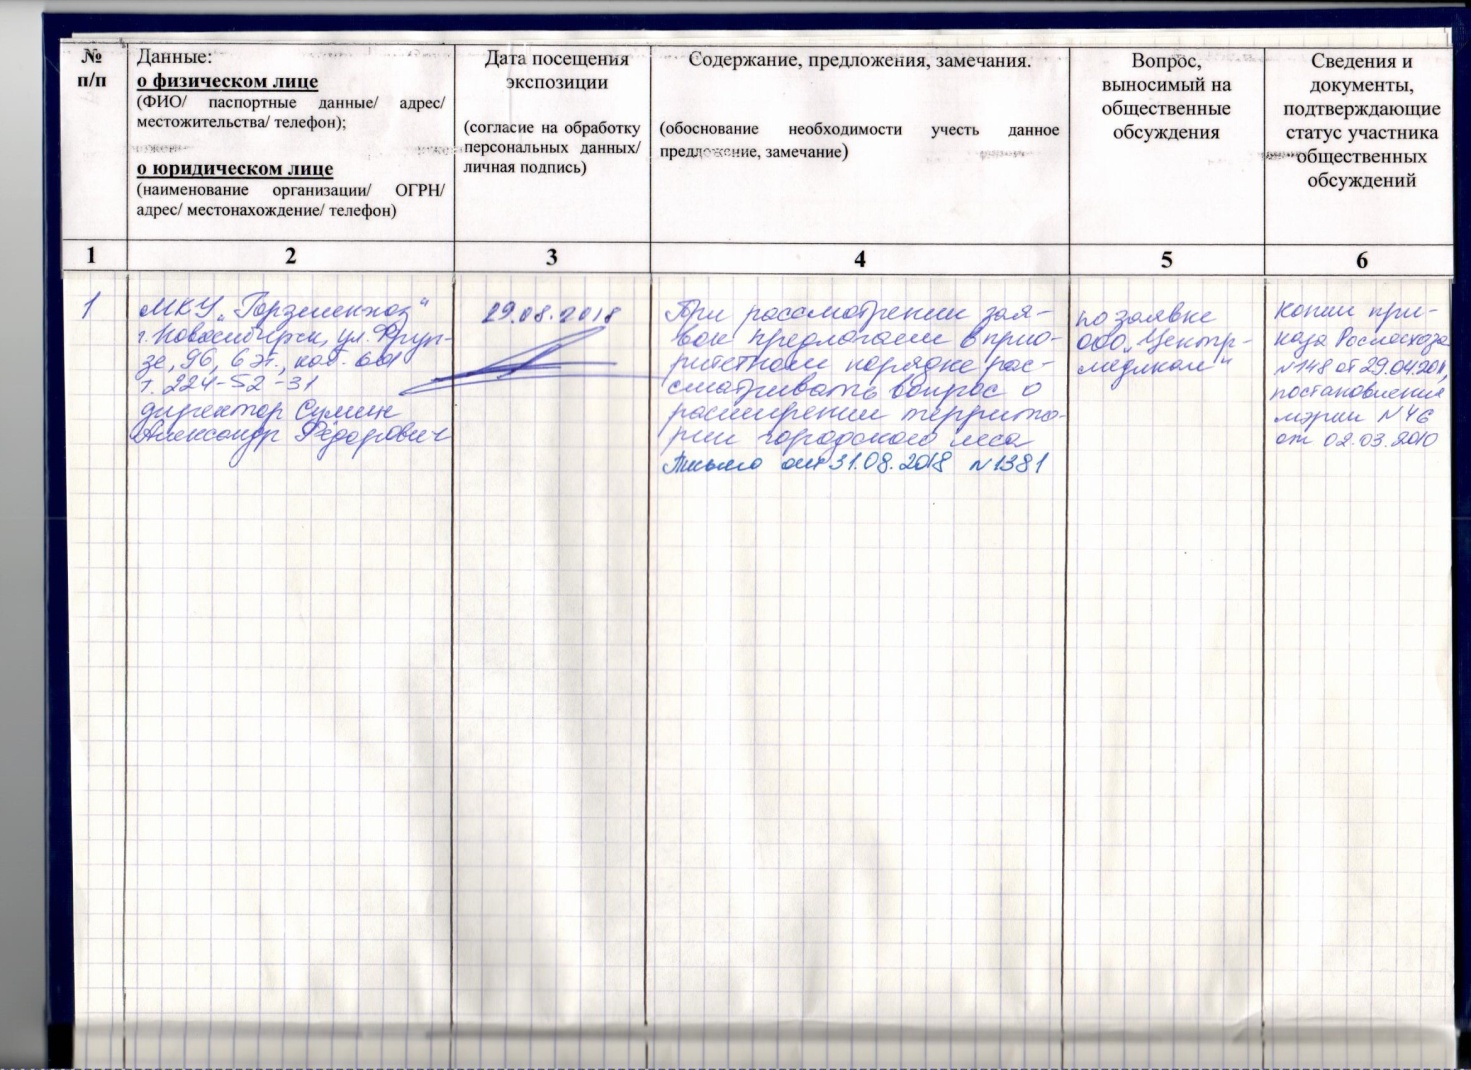 №
п/п
Данные:
о физическом лице
(ФИО/ паспортные данные/ адрес/
местожительства/ телефон);
о юридическом лице
(наименование организации/ ОГРН/
адрес/ местонахождение/ телефон)
Дата посещения
экспозиции
(согласие на обработку
персональных данных/
личная подпись)
Содержание, предложения, замечания.
(обоснование необходимости учесть данное
предложение, замечание)
Вопрос,
выносимый на
общественные
обсуждения
Сведения и
документы,
подтверждающие
статус участника
общественных
обсуждений
1
2
3
4
5
6
1
МКУ „Горзеленхоз"
г. Новосибирск, ул. Фрун-
зе, 96, 6 эт., каб. 601
т. 224-52-31
директор Сумин
Александр Фёдорович
29.08.2018
При рассмотрении зая-
вок предлагаем в прио-
ритетном порядке рас-
сматривать вопрос о
расширении террито-
рии городского леса
Письмо от 31.08.2018 № 1381
по заявке
ООО „Центр-
медиком"
копии при-
каза Рослесхоза
№148 от 29.04.201
постановления
мэрии №46
от 02.03.2010